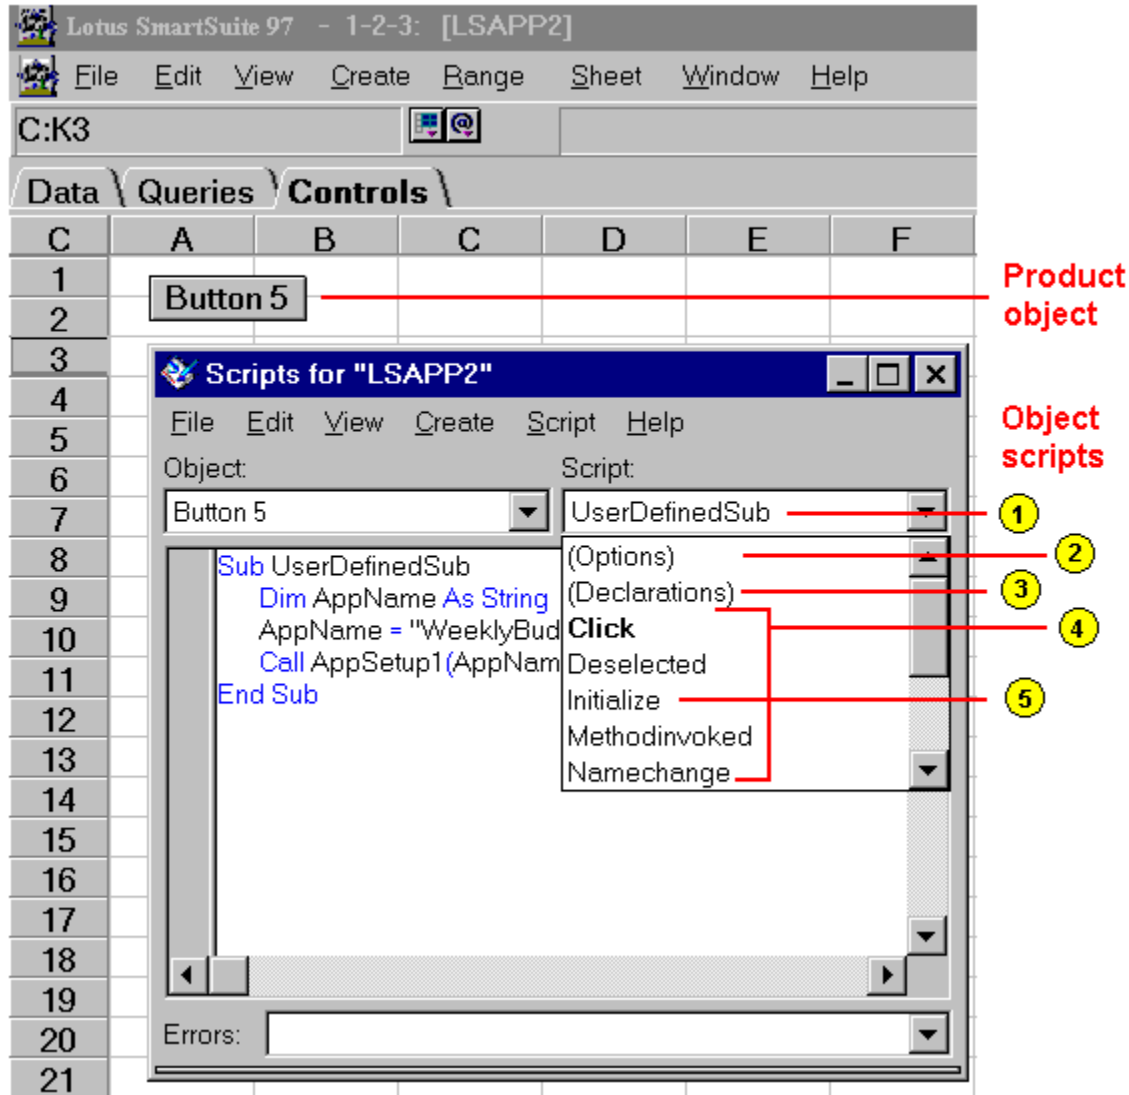 Lotus SmartSuite 97 - 1-2-3: [LSAPP2]
File Edit View Create Range Sheet Window Help
C:K3
@
Data Queries Controls
C A B C D E F
1
Button 5
Product
object
2
3
Scripts for "LSAPP2"
4
File Edit View Create Script Help
Object
scripts
5
6
Object: Script:
7
Button 5 UserDefinedSub
1
8
Sub UserDefinedSub (Options)
2
9
Dim AppName As String (Declarations)
3
10
AppName = "WeeklyBud Click
4
11
Call AppSetup1(AppNam Deselected
End Sub Initialize
5
12
Methodinvoked
13
Namechange
14
15
16
17
18
19
20
Errors:
21